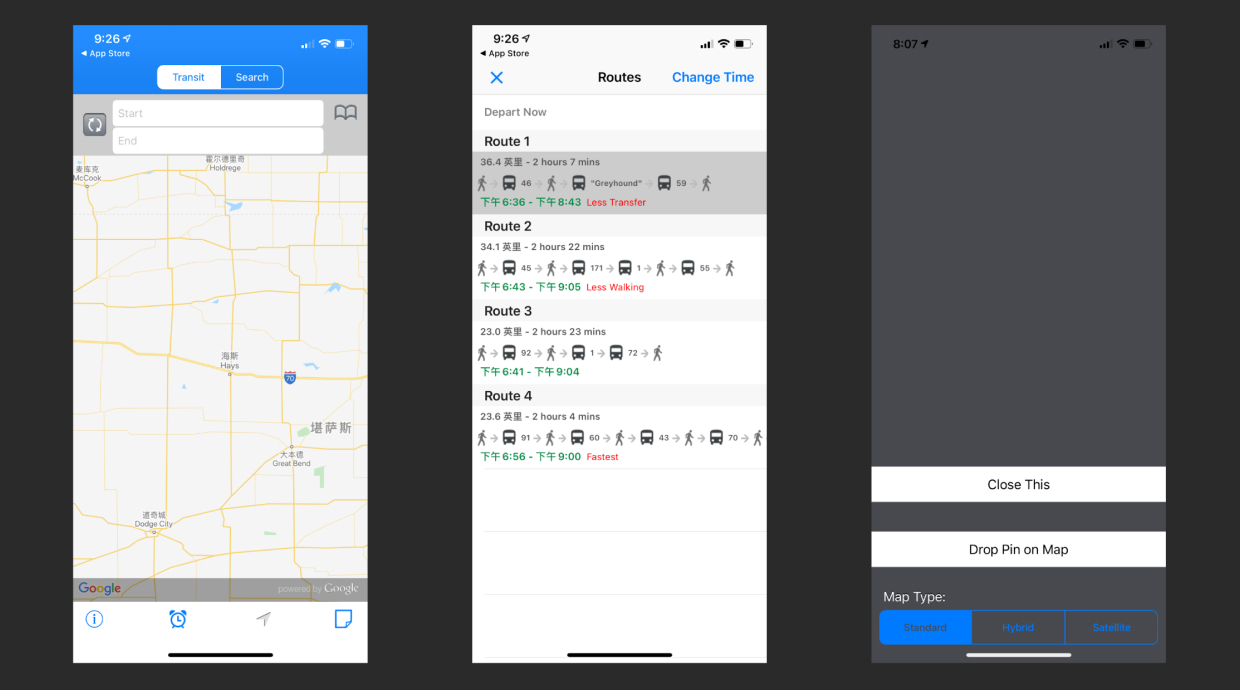 9:26
App Store
Transit
Search
Start
End
霍尔德里奇
Holdrege
麦库克
McCook
海斯
Hays
70
堪萨斯
大本德
Great Bend
道奇城
Dodge City
Google
powered by Google
9:26
App Store
Routes
Change Time
Depart Now
Route 1
36.4 英里 - 2 hours 7 mins
46 "Greyhound" 59
下午6:36 - 下午8:43 Less Transfer
Route 2
34.1 英里 - 2 hours 22 mins
45 171 1 55
下午6:43 - 下午9:05 Less Walking
Route 3
23.0 英里 - 2 hours 23 mins
92 1 72
下午6:41 - 下午9:04
Route 4
23.6 英里 - 2 hours 4 mins
91 60 43 70
下午6:56 - 下午9:00 Fastest
8:07
Close This
Drop Pin on Map
Map Type:
Standard
Hybrid
Satellite